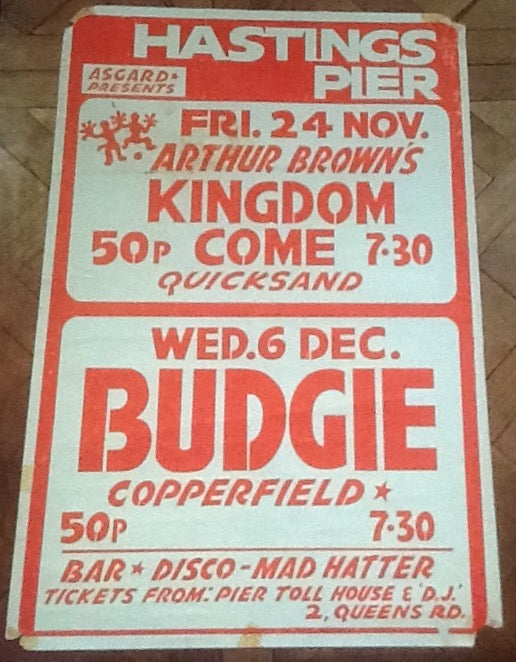 HASTINGS
PIER
ASGARD★
PRESENTS
FRI. 24 NOV.
ARTHUR BROWN'S
KINGDOM
50P COME 7·30
QUICKSAND
WED. 6 DEC.
BUDGIE
COPPERFIELD ★
50P 7·30
BAR ★ DISCO - MAD HATTER
TICKETS FROM: PIER TOLL HOUSE & 'D.J.'
2, QUEENS RD.